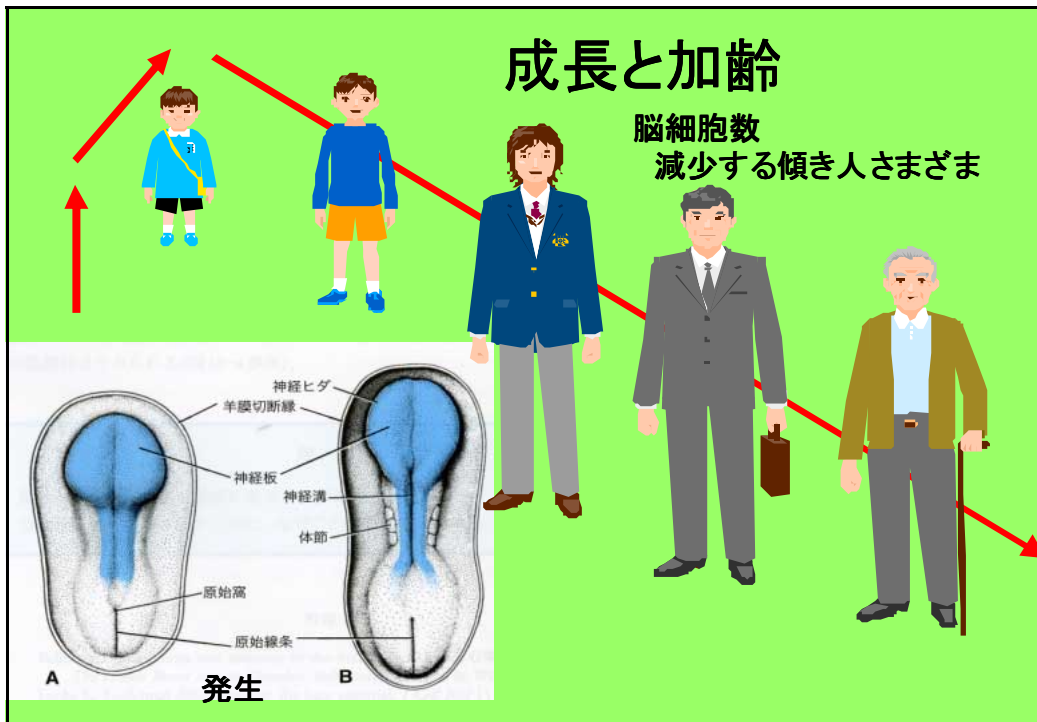 成長と加齢
脳細胞数
減少する傾き人さまざま
神経ヒダ
羊膜切断縁
神経板
神経溝
体節
原始窩
原始線条
A
B
発生